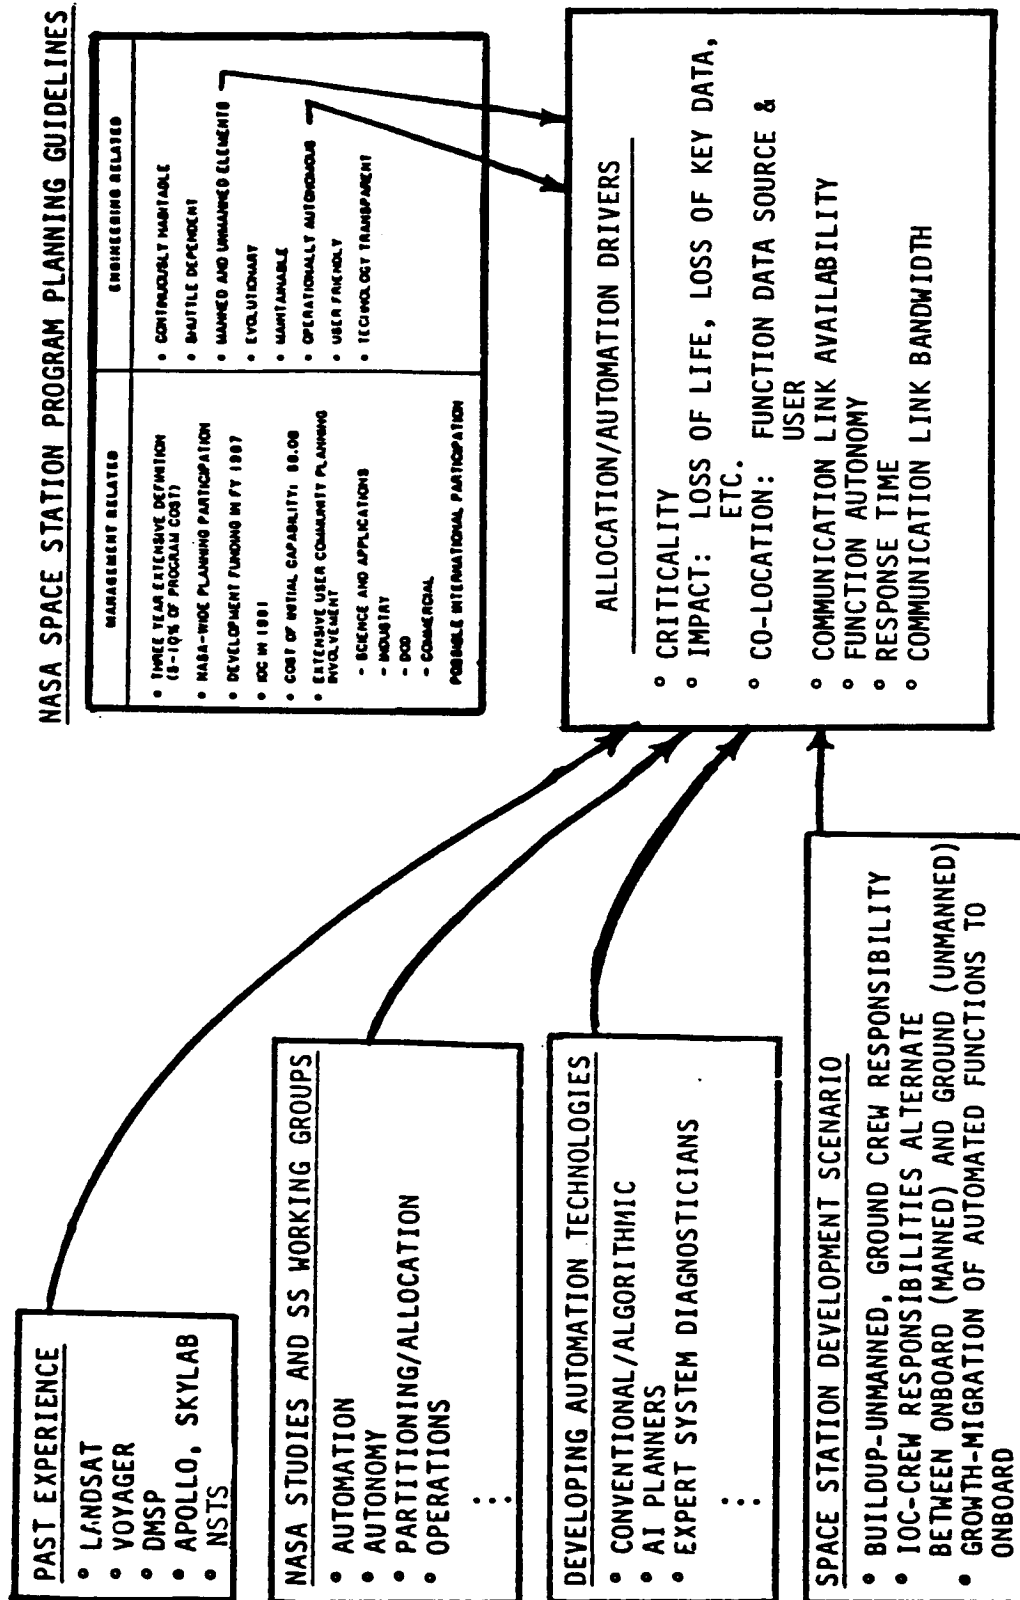 NASA SPACE STATION PROGRAM PLANNING GUIDELINES
MANAGEMENT RELATED
ENGINEERING RELATED
• THREE YEAR EXTENSIVE DEFINITION
(5-10% OF PROGRAM COST)
• NASA-WIDE PLANNING PARTICIPATION
• DEVELOPMENT FUNDING IN FY 1987
• IOC IN 1991
• COST OF INITIAL CAPABILITY:
• EXTENSIVE USER COMMUNITY PLANNING
INVOLVEMENT
- SCIENCE AND APPLICATIONS
- INDUSTRY
- DOD
- COMMERCIAL
POSSIBLE INTERNATIONAL PARTICIPATION
• CONTINUOUSLY HABITABLE
• SHUTTLE DEPENDENT
• MANNED AND UNMANNED ELEMENTS
• EVOLUTIONARY
• MAINTAINABLE
• OPERATIONALLY AUTONOMOUS
• USER FRIENDLY
• TECHNOLOGY TRANSPARENT
PAST EXPERIENCE
• LANDSAT
• VOYAGER
• DMSP
• APOLLO, SKYLAB
• NSTS
NASA STUDIES AND SS WORKING GROUPS
• AUTOMATION
• AUTONOMY
• PARTITIONING/ALLOCATION
• OPERATIONS
DEVELOPING AUTOMATION TECHNOLOGIES
• CONVENTIONAL/ALGORITHMIC
• AI PLANNERS
• EXPERT SYSTEM DIAGNOSTICIANS
SPACE STATION DEVELOPMENT SCENARIO
• BUILDUP-UNMANNED, GROUND CREW RESPONSIBILITY
• IOC-CREW RESPONSIBILITIES ALTERNATE
BETWEEN ONBOARD (MANNED) AND GROUND (UNMANNED)
• GROWTH-MIGRATION OF AUTOMATED FUNCTIONS TO
ONBOARD
ALLOCATION/AUTOMATION DRIVERS
• CRITICALITY
• IMPACT: LOSS OF LIFE, LOSS OF KEY DATA,
ETC.
• CO-LOCATION: FUNCTION DATA SOURCE &
USER
• COMMUNICATION LINK AVAILABILITY
• FUNCTION AUTONOMY
• RESPONSE TIME
• COMMUNICATION LINK BANDWIDTH